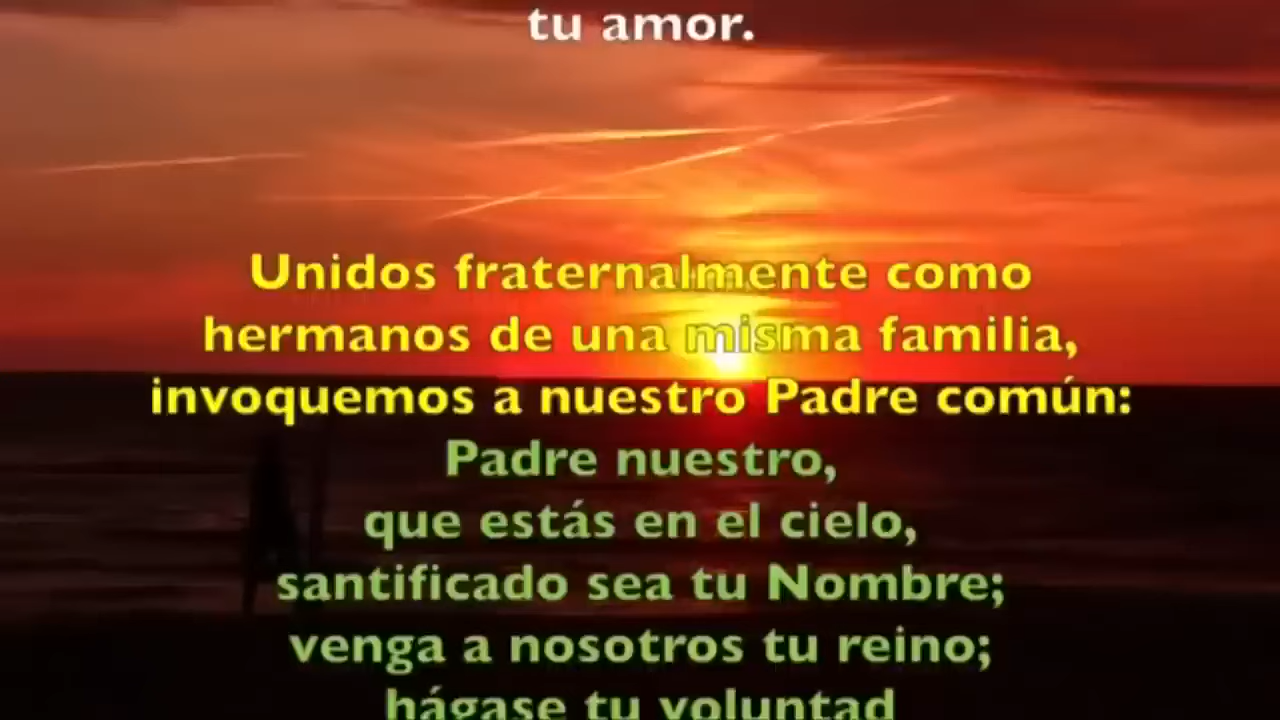 tu amor.
Unidos fraternalmente como
hermanos de una misma familia,
invoquemos a nuestro Padre común:
Padre nuestro,
que estás en el cielo,
santificado sea tu Nombre;
venga a nosotros tu reino;
hágase tu voluntad